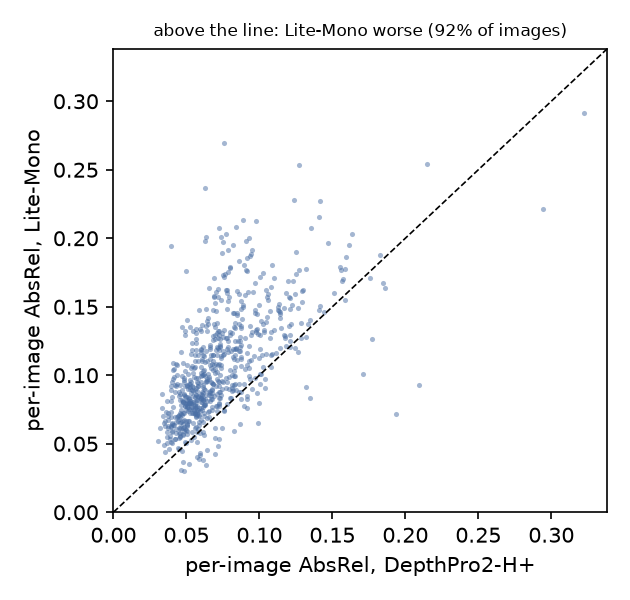 above the line: Lite-Mono worse (92% of images)
per-image AbsRel, Lite-Mono
0.30
0.25
0.20
0.15
0.10
0.05
0.00
0.00 0.05 0.10 0.15 0.20 0.25 0.30
per-image AbsRel, DepthPro2-H+